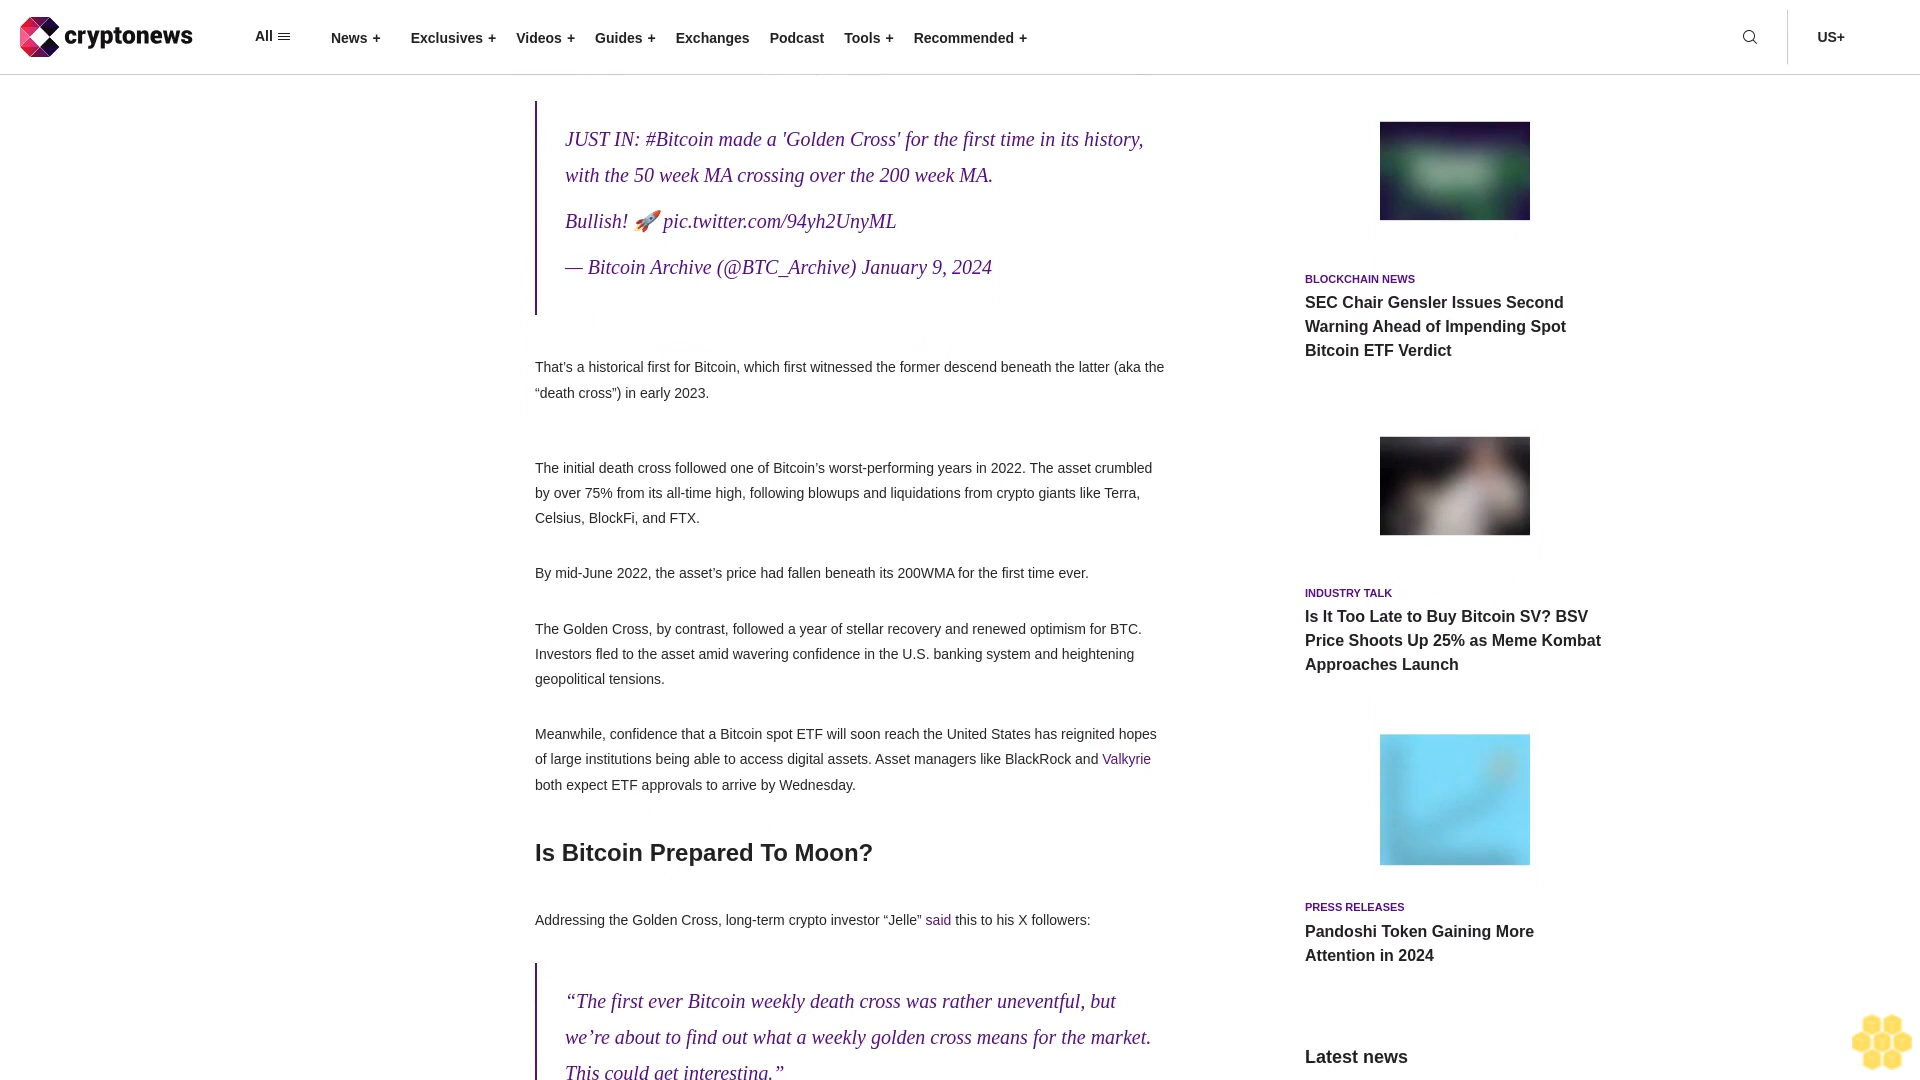 cryptonews
All
News +
Exclusives +
Videos +
Guides +
Exchanges
Podcast
Tools +
Recommended +
US+
JUST IN: #Bitcoin made a 'Golden Cross' for the first time in its history,
with the 50 week MA crossing over the 200 week MA.
Bullish! 🚀 pic.twitter.com/94yh2UnyML
— Bitcoin Archive (@BTC_Archive) January 9, 2024
That’s a historical first for Bitcoin, which first witnessed the former descend beneath the latter (aka the
“death cross”) in early 2023.
The initial death cross followed one of Bitcoin’s worst-performing years in 2022. The asset crumbled
by over 75% from its all-time high, following blowups and liquidations from crypto giants like Terra,
Celsius, BlockFi, and FTX.
By mid-June 2022, the asset’s price had fallen beneath its 200WMA for the first time ever.
The Golden Cross, by contrast, followed a year of stellar recovery and renewed optimism for BTC.
Investors fled to the asset amid wavering confidence in the U.S. banking system and heightening
geopolitical tensions.
Meanwhile, confidence that a Bitcoin spot ETF will soon reach the United States has reignited hopes
of large institutions being able to access digital assets. Asset managers like BlackRock and Valkyrie
both expect ETF approvals to arrive by Wednesday.
Is Bitcoin Prepared To Moon?
Addressing the Golden Cross, long-term crypto investor “Jelle” said this to his X followers:
“The first ever Bitcoin weekly death cross was rather uneventful, but
we’re about to find out what a weekly golden cross means for the market.
This could get interesting.”
BLOCKCHAIN NEWS
SEC Chair Gensler Issues Second
Warning Ahead of Impending Spot
Bitcoin ETF Verdict
INDUSTRY TALK
Is It Too Late to Buy Bitcoin SV? BSV
Price Shoots Up 25% as Meme Kombat
Approaches Launch
PRESS RELEASES
Pandoshi Token Gaining More
Attention in 2024
Latest news